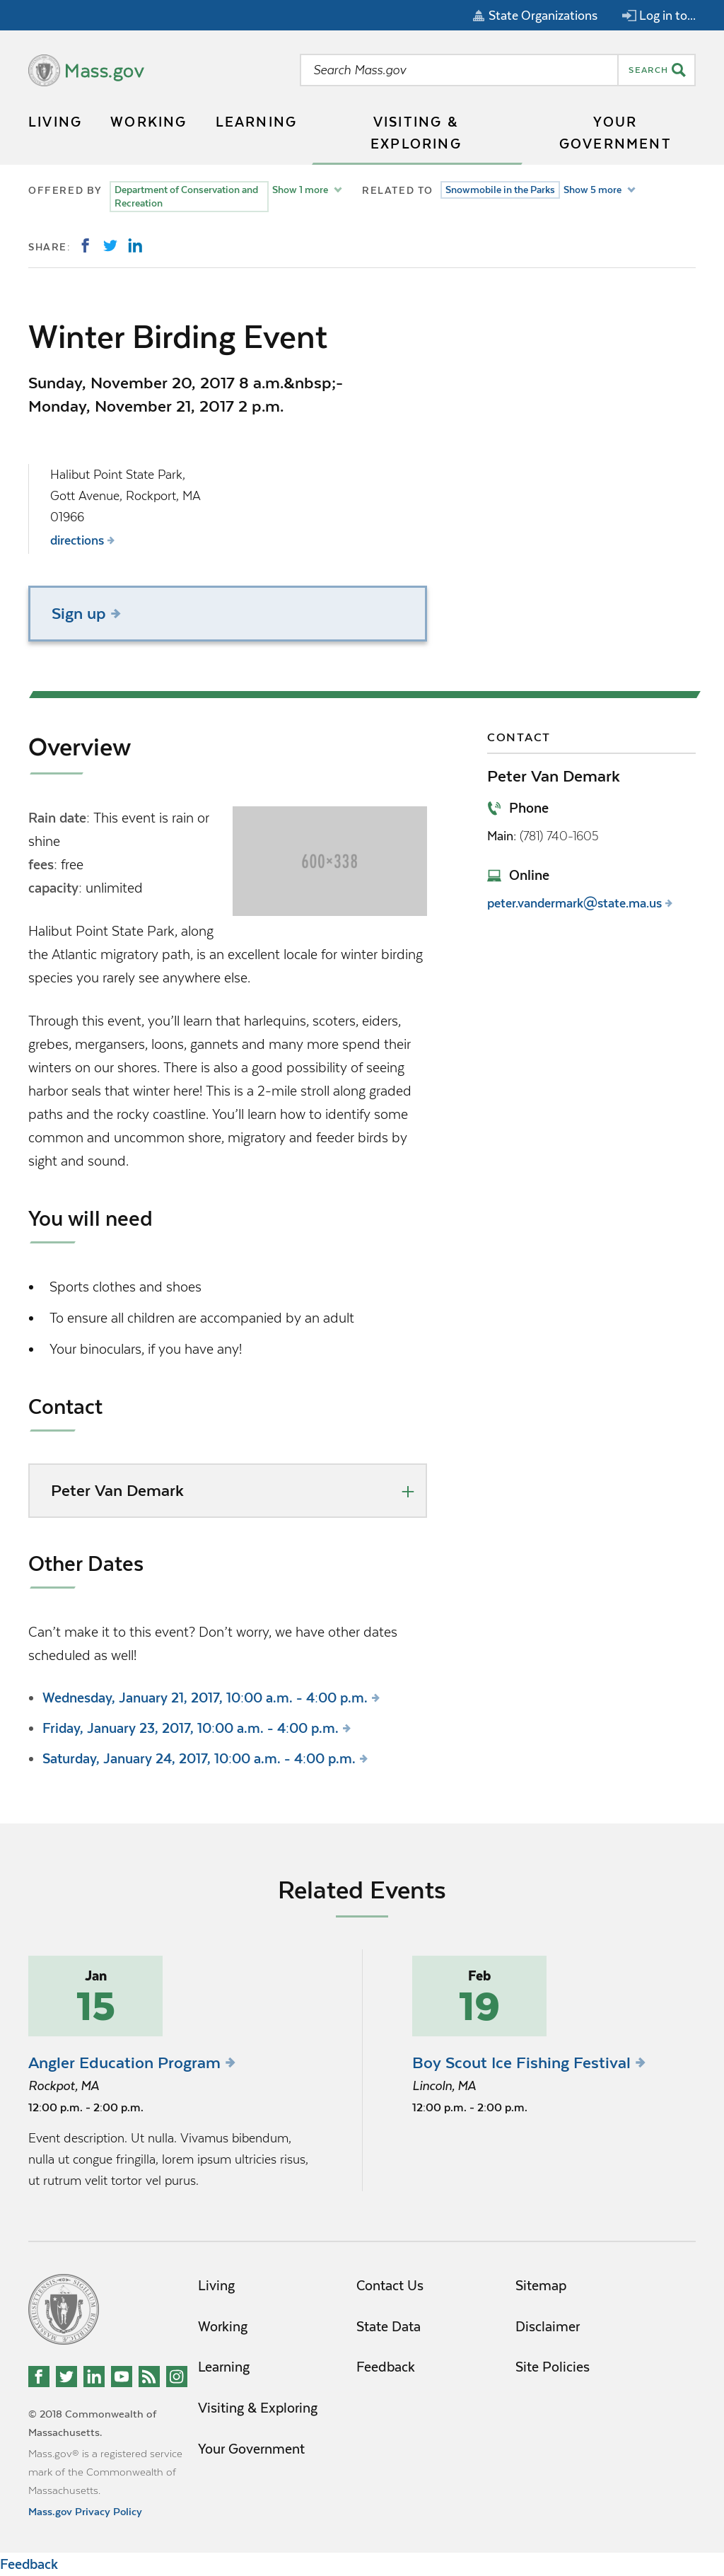 State Organizations
Log in to...
Mass.gov
Search Mass.gov
SEARCH
LIVING
WORKING
LEARNING
VISITING &
EXPLORING
YOUR
GOVERNMENT
OFFERED BY
Department of Conservation and
Recreation
Show 1 more
RELATED TO
Snowmobile in the Parks
Show 5 more
SHARE:
Winter Birding Event
Sunday, November 20, 2017 8 a.m.&nbsp;-
Monday, November 21, 2017 2 p.m.
Halibut Point State Park,
Gott Avenue, Rockport, MA
01966
directions
Sign up
Overview
Rain date: This event is rain or
shine
fees: free
capacity: unlimited
600×338
Halibut Point State Park, along
the Atlantic migratory path, is an excellent locale for winter birding
species you rarely see anywhere else.
Through this event, you’ll learn that harlequins, scoters, eiders,
grebes, mergansers, loons, gannets and many more spend their
winters on our shores. There is also a good possibility of seeing
harbor seals that winter here! This is a 2-mile stroll along graded
paths and the rocky coastline. You’ll learn how to identify some
common and uncommon shore, migratory and feeder birds by
sight and sound.
CONTACT
Peter Van Demark
Phone
Main: (781) 740-1605
Online
peter.vandermark@state.ma.us
You will need
• Sports clothes and shoes
• To ensure all children are accompanied by an adult
• Your binoculars, if you have any!
Contact
Peter Van Demark
Other Dates
Can’t make it to this event? Don’t worry, we have other dates
scheduled as well!
• Wednesday, January 21, 2017, 10:00 a.m. - 4:00 p.m.
• Friday, January 23, 2017, 10:00 a.m. - 4:00 p.m.
• Saturday, January 24, 2017, 10:00 a.m. - 4:00 p.m.
Related Events
Jan
15
Angler Education Program
Rockpot, MA
12:00 p.m. - 2:00 p.m.
Event description. Ut nulla. Vivamus bibendum,
nulla ut congue fringilla, lorem ipsum ultricies risus,
ut rutrum velit tortor vel purus.
Feb
19
Boy Scout Ice Fishing Festival
Lincoln, MA
12:00 p.m. - 2:00 p.m.
Living
Working
Learning
Visiting & Exploring
Your Government
Contact Us
State Data
Feedback
Sitemap
Disclaimer
Site Policies
© 2018 Commonwealth of
Massachusetts.
Mass.gov® is a registered service
mark of the Commonwealth of
Massachusetts.
Mass.gov Privacy Policy
Feedback